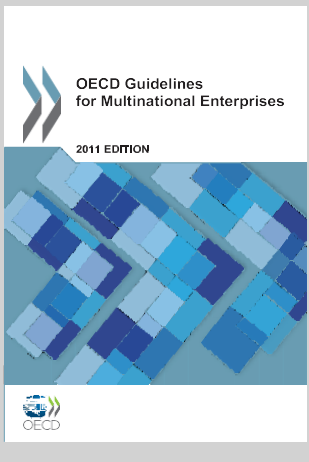 OECD Guidelines
for Multinational Enterprises
2011 EDITION
OECD